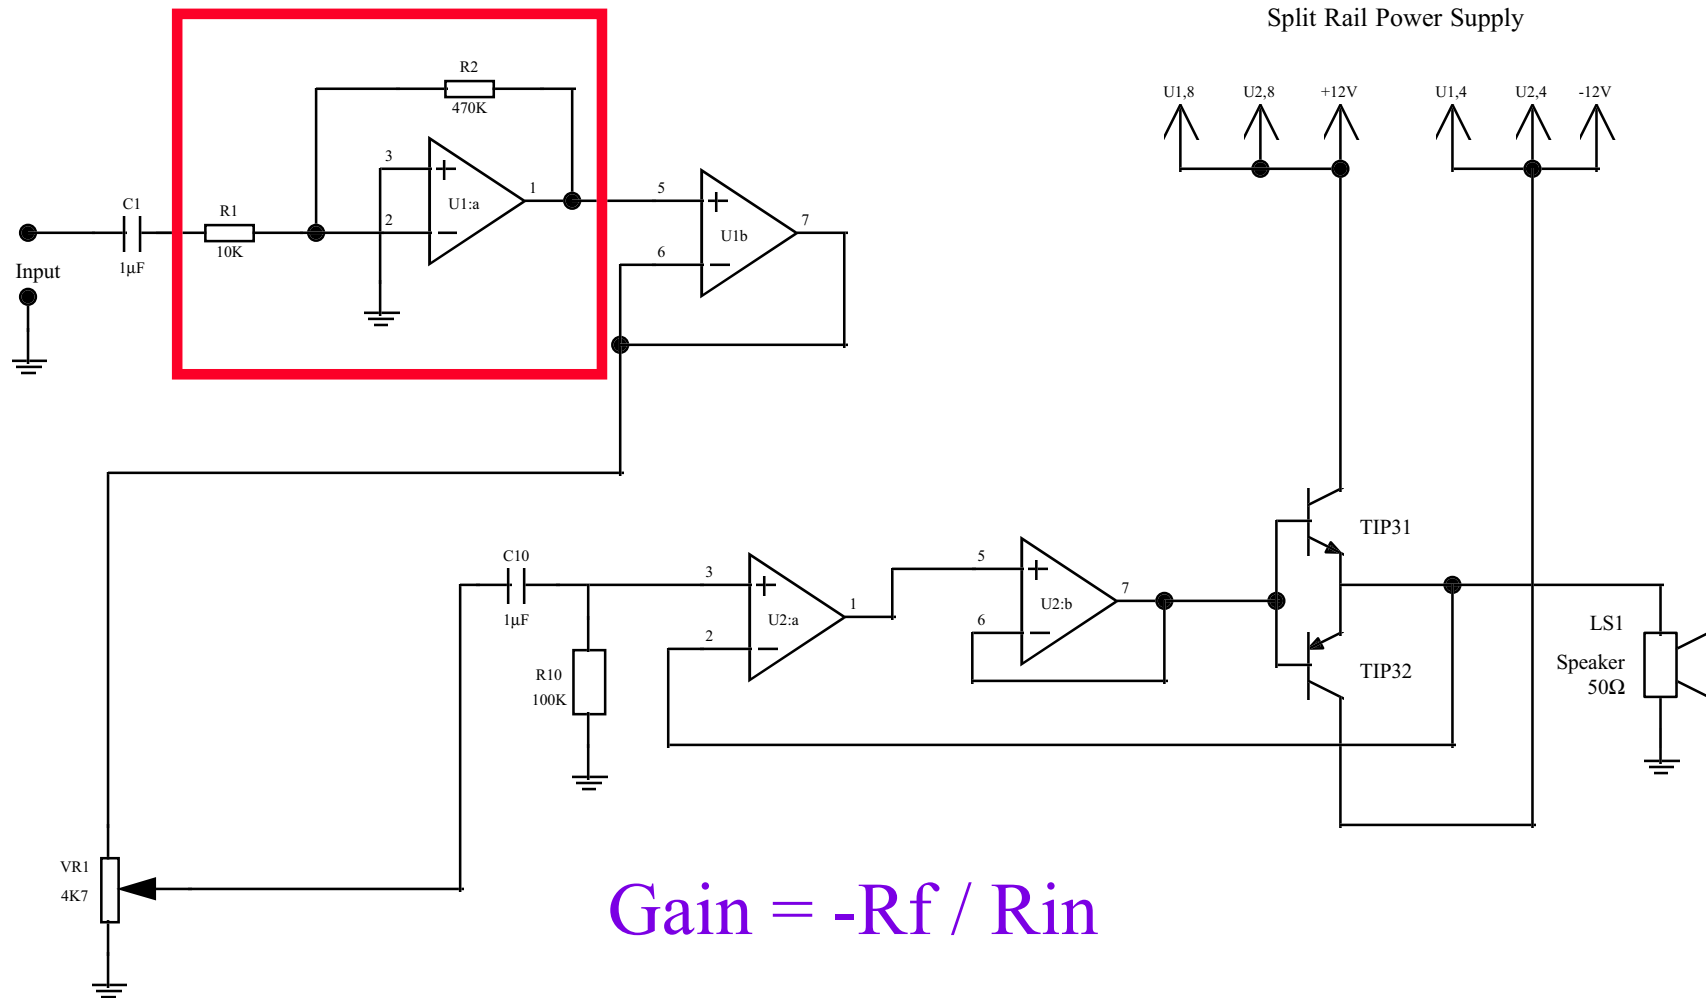 Split Rail Power Supply
R2
470K
U1,8
U2,8
+12V
U1,4
U2,4
-12V
3
+
U1:a
1
2
−
C1
1µF
R1
10K
Input
5
+
U1b
7
6
−
C10
1µF
3
+
U2:a
1
2
−
R10
100K
5
+
U2:b
7
6
−
TIP31
TIP32
LS1
Speaker
50Ω
VR1
4K7
Gain = -Rf / Rin